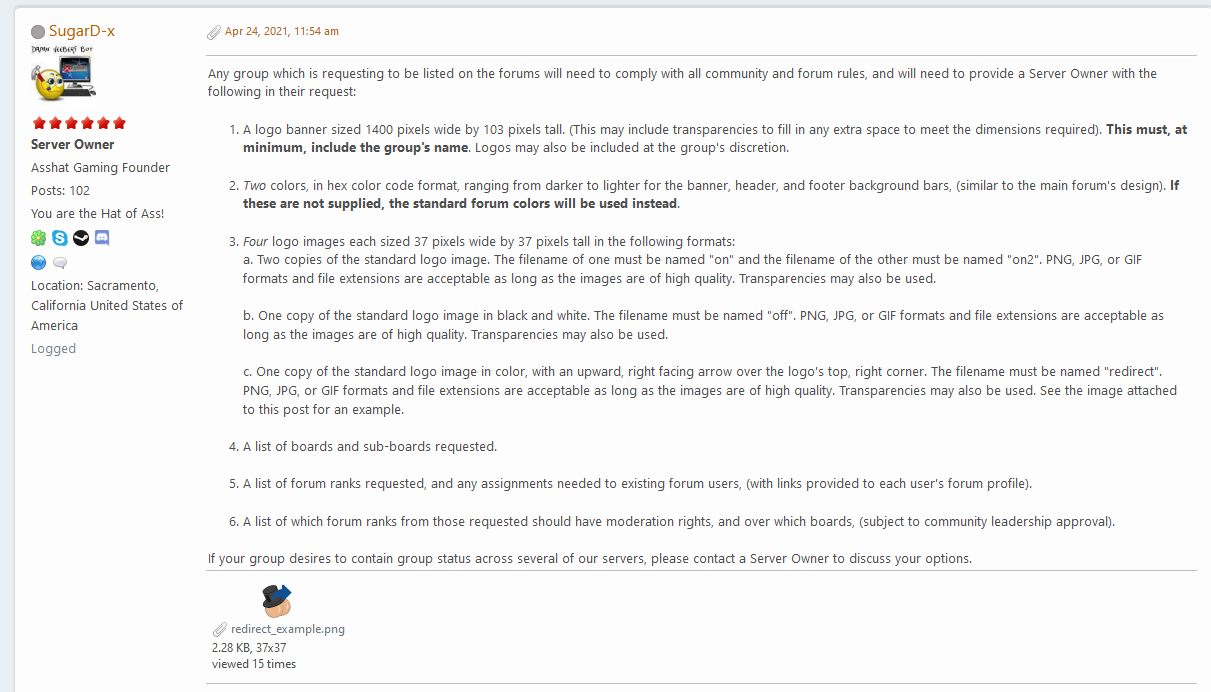 SugarD-x
DAMN VEEBERS BOY
Server Owner
Asshat Gaming Founder
Posts: 102
You are the Hat of Ass!
Location: Sacramento,
California United States of
America
Logged
Apr 24, 2021, 11:54 am
Any group which is requesting to be listed on the forums will need to comply with all community and forum rules, and will need to provide a Server Owner with the
following in their request:
1. A logo banner sized 1400 pixels wide by 103 pixels tall. (This may include transparencies to fill in any extra space to meet the dimensions required). This must, at
minimum, include the group's name. Logos may also be included at the group's discretion.
2. Two colors, in hex color code format, ranging from darker to lighter for the banner, header, and footer background bars, (similar to the main forum's design). If
these are not supplied, the standard forum colors will be used instead.
3. Four logo images each sized 37 pixels wide by 37 pixels tall in the following formats:
a. Two copies of the standard logo image. The filename of one must be named "on" and the filename of the other must be named "on2". PNG, JPG, or GIF
formats and file extensions are acceptable as long as the images are of high quality. Transparencies may also be used.
b. One copy of the standard logo image in black and white. The filename must be named "off". PNG, JPG, or GIF formats and file extensions are acceptable as
long as the images are of high quality. Transparencies may also be used.
c. One copy of the standard logo image in color, with an upward, right facing arrow over the logo's top, right corner. The filename must be named "redirect".
PNG, JPG, or GIF formats and file extensions are acceptable as long as the images are of high quality. Transparencies may also be used. See the image attached
to this post for an example.
4. A list of boards and sub-boards requested.
5. A list of forum ranks requested, and any assignments needed to existing forum users, (with links provided to each user's forum profile).
6. A list of which forum ranks from those requested should have moderation rights, and over which boards, (subject to community leadership approval).
If your group desires to contain group status across several of our servers, please contact a Server Owner to discuss your options.
redirect_example.png
2.28 KB, 37x37
viewed 15 times